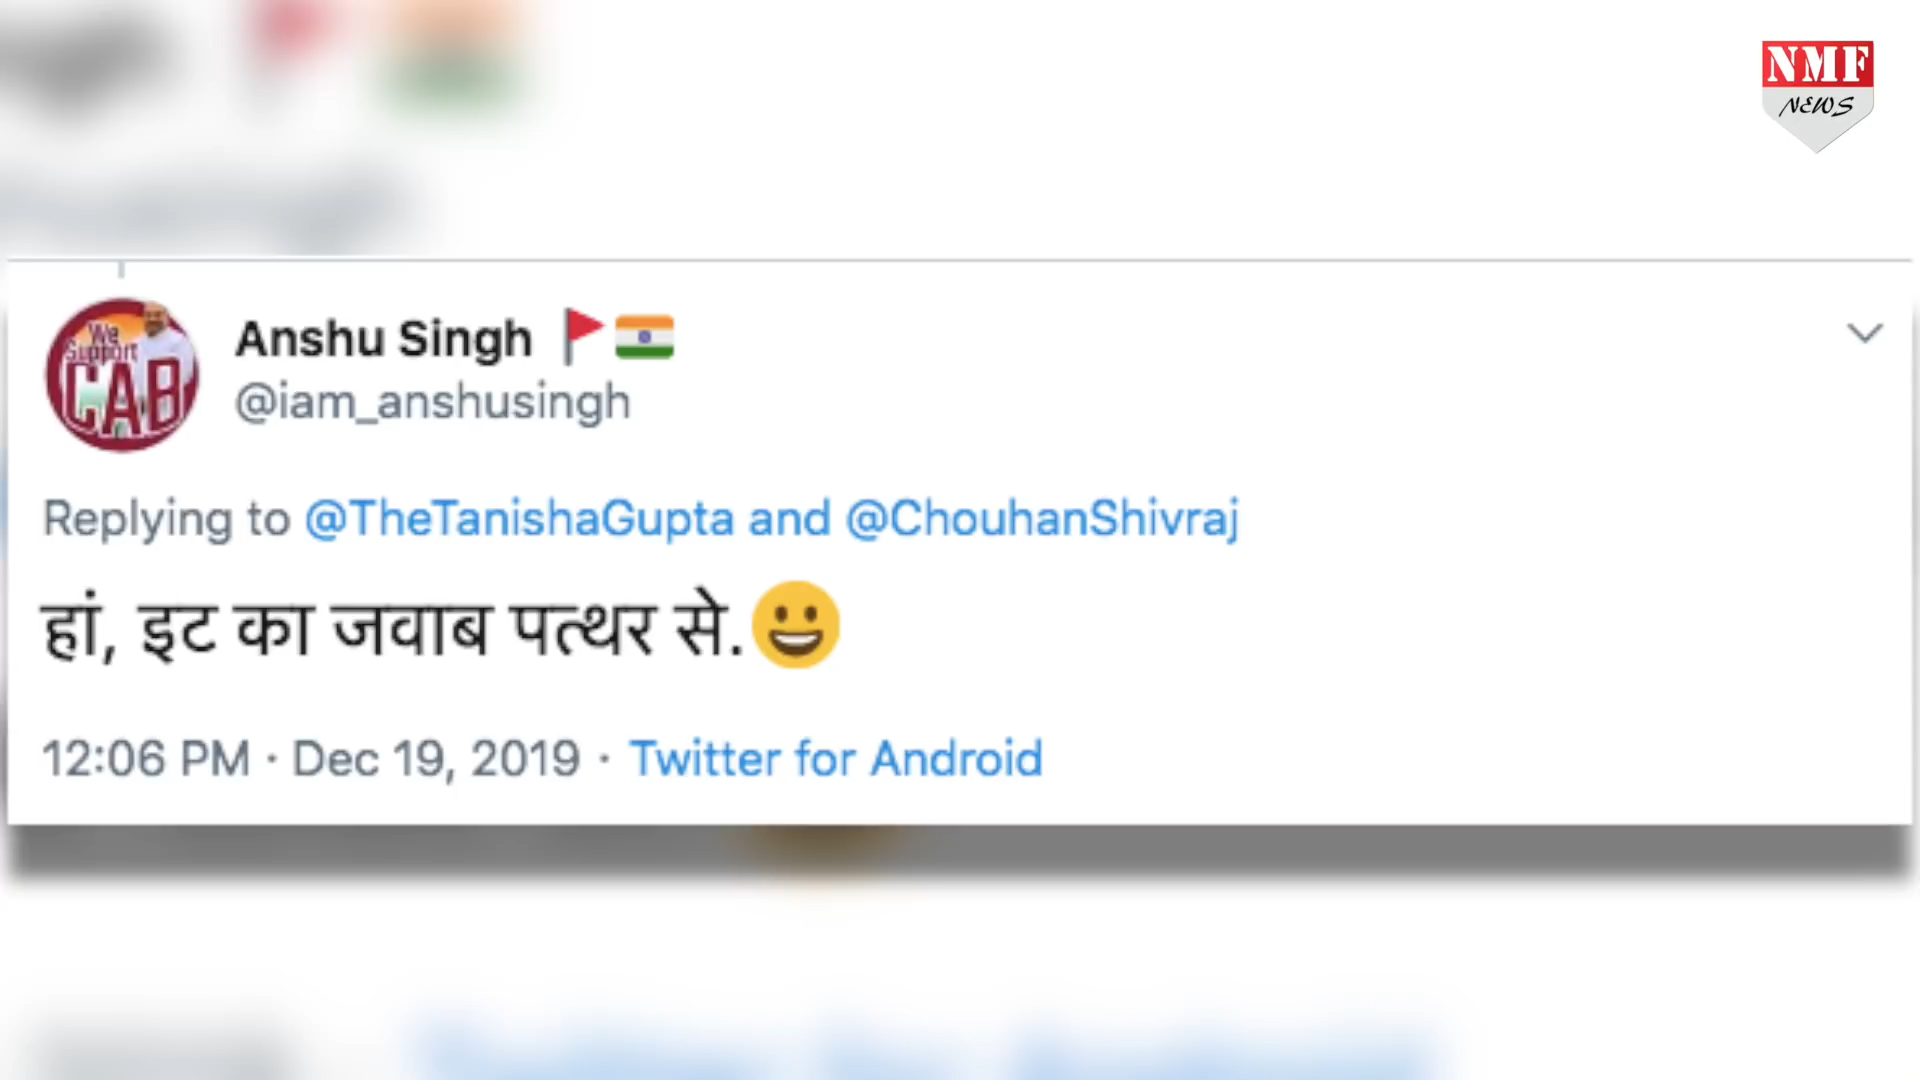 NMF
NEWS
We
Support
CAB
Anshu Singh 🚩🇮🇳
@iam_anshusingh
Replying to @TheTanishaGupta and @ChouhanShivraj
हां, इट का जवाब पत्थर से.😀
12:06 PM · Dec 19, 2019 · Twitter for Android